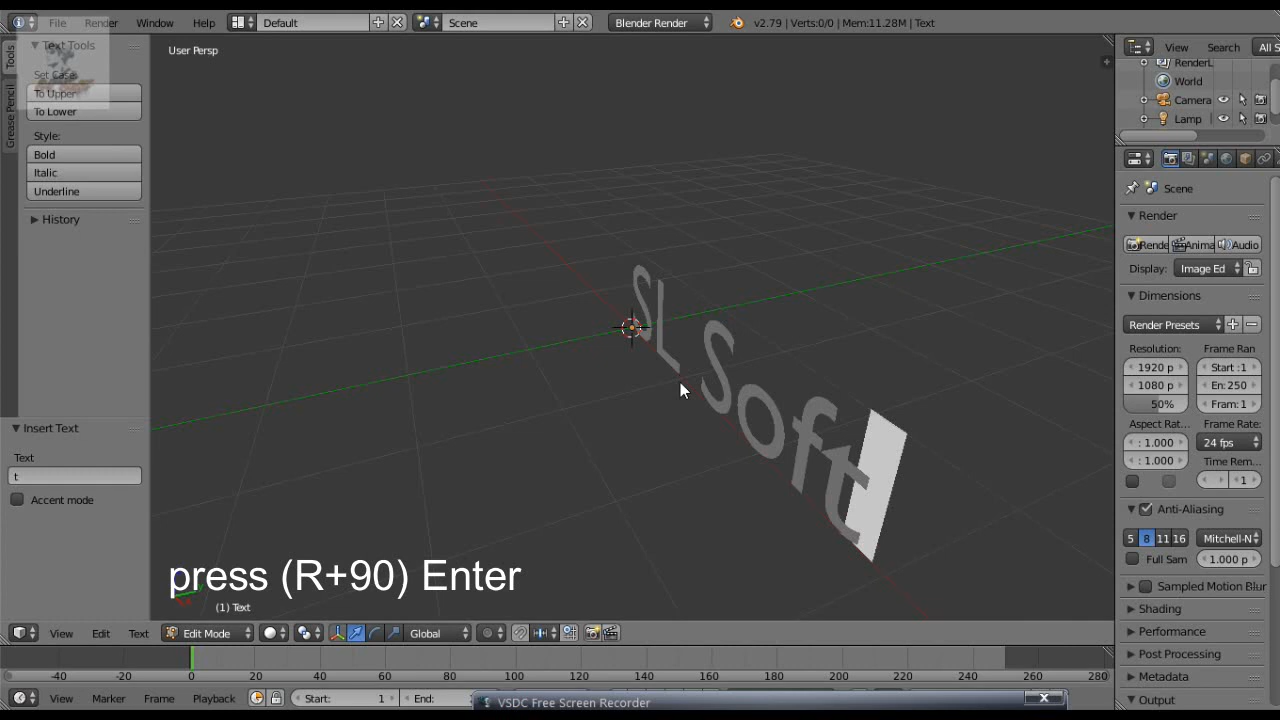 File Render Window Help Default Scene Blender Render v2.79 | Verts:0/0 | Mem:11.28M | Text
Tools
Grease Pencil
Text Tools
Set Case:
To Upper
To Lower
Style:
Bold
Italic
Underline
History
Insert Text
Text
t
Accent mode
User Persp
SL Soft
press (R+90) Enter
(1) Text
View Edit Text Edit Mode Global
-40 -20 0 20 40 60 80 100 120 140 160 180 200 220 240 260 280
View Marker Frame Playback Start: 1 End:
VSDC Free Screen Recorder
View Search All S
RenderL
World
Camera
Lamp
Scene
Render
Rende Anima Audio
Display: Image Ed
Dimensions
Render Presets
Resolution: Frame Ran
1920 p Start :1
1080 p En: 250
50% Fram: 1
Aspect Rat... Frame Rate:
: 1.000 24 fps
: 1.000 Time Rem...
1
Anti-Aliasing
5 8 11 16 Mitchell-N
Full Sam 1.000 p
Sampled Motion Blur
Shading
Performance
Post Processing
Metadata
Output